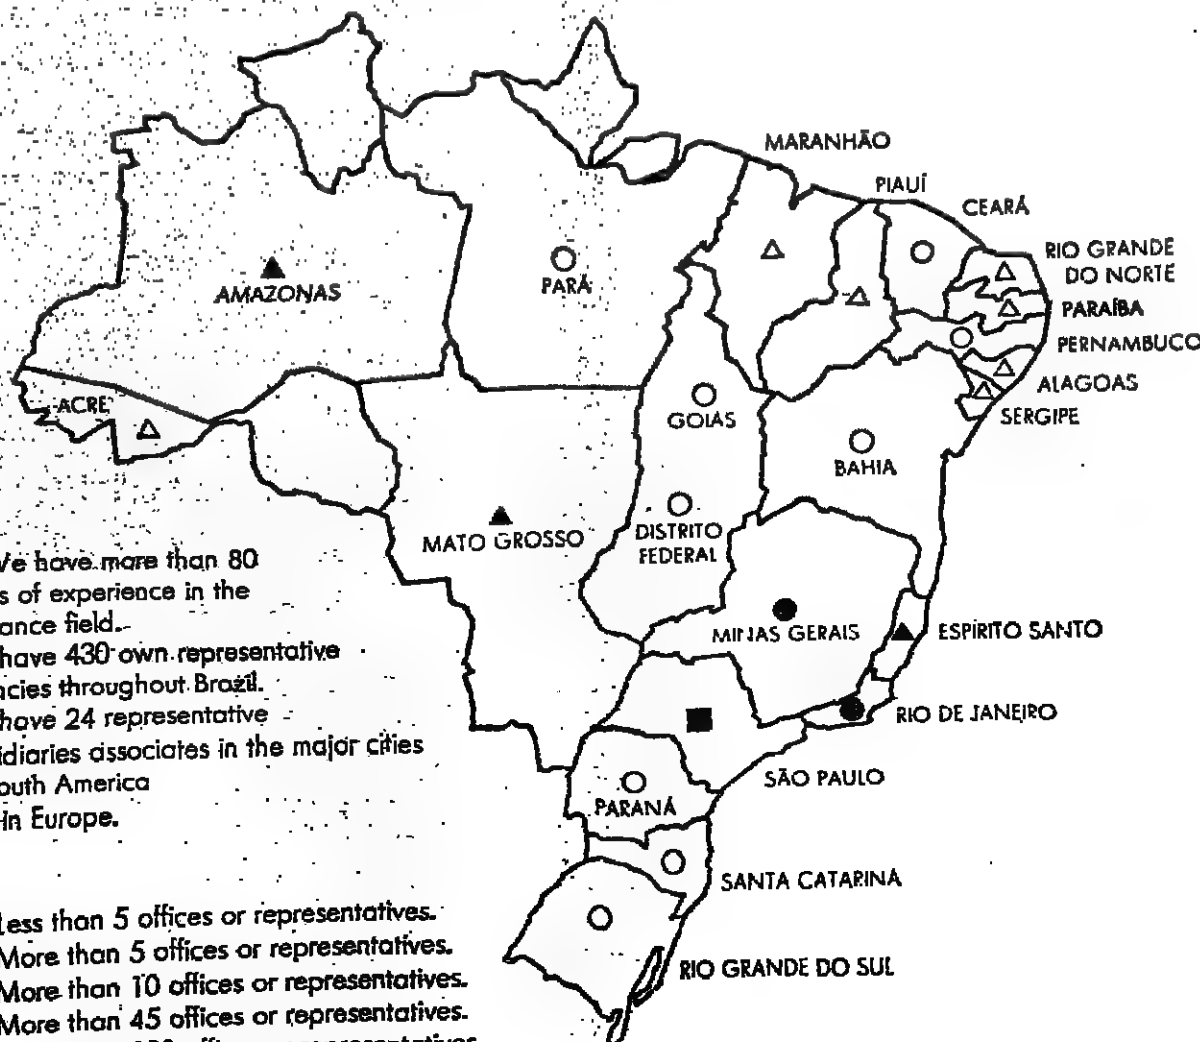 MARANHÃO
PIAUÍ
CEARÁ
RIO GRANDE
DO NORTE
PARAÍBA
PERNAMBUCO
ALAGOAS
SERGIPE
AMAZONAS
PARÁ
ACRE
GOIÁS
BAHIA
MATO GROSSO
DISTRITO
FEDERAL
MINAS GERAIS
ESPÍRITO SANTO
RIO DE JANEIRO
SÃO PAULO
PARANÁ
SANTA CATARINA
RIO GRANDE DO SUL
have more than 80
of experience in the
field.
have 430 own representative
throughout Brazil.
have 24 representative
associates in the major cities
America
in Europe.
Less than 5 offices or representatives.
More than 5 offices or representatives.
More than 10 offices or representatives.
More than 45 offices or representatives.